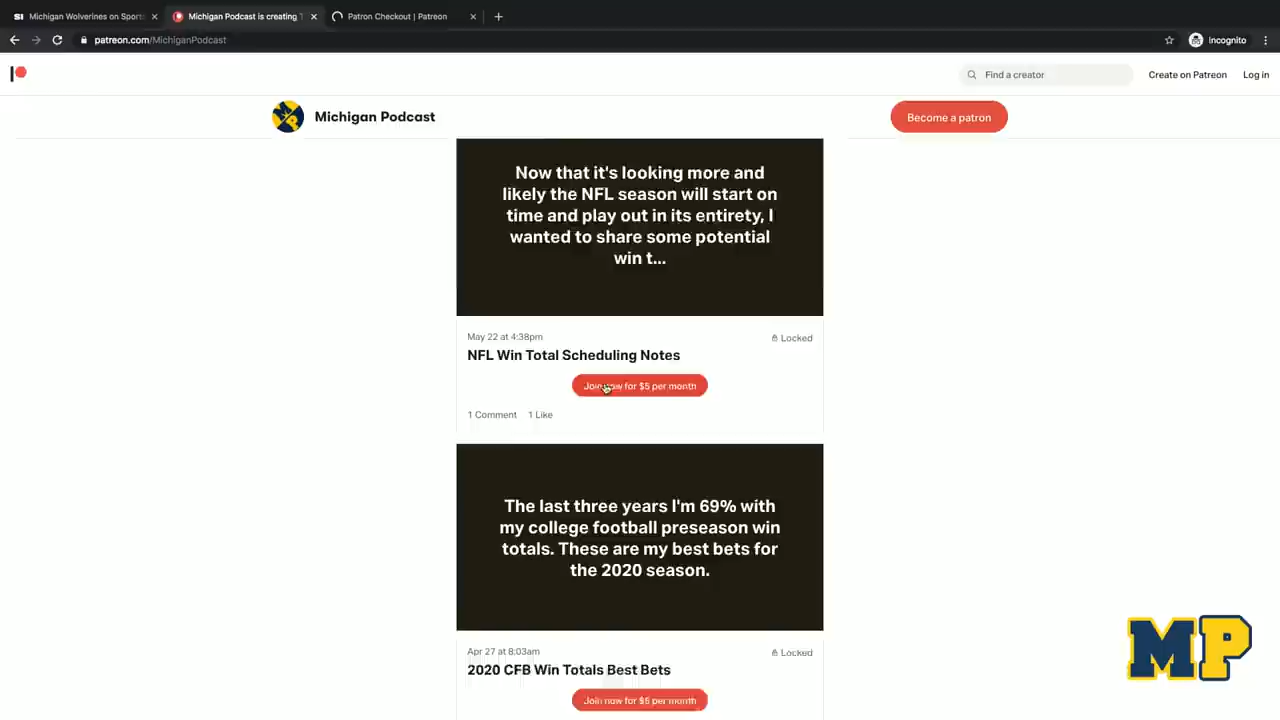 Michigan Wolverines on Sports
Michigan Podcast is creating T
Patron Checkout | Patreon
patreon.com/MichiganPodcast
Incognito
Find a creator
Create on Patreon
Log in
Michigan Podcast
Become a patron
Now that it's looking more and
likely the NFL season will start on
time and play out in its entirety, I
wanted to share some potential
win t...
May 22 at 4:38pm
Locked
NFL Win Total Scheduling Notes
Join now for $5 per month
1 Comment
1 Like
The last three years I'm 69% with
my college football preseason win
totals. These are my best bets for
the 2020 season.
Apr 27 at 8:03am
Locked
2020 CFB Win Totals Best Bets
Join now for $5 per month
MP